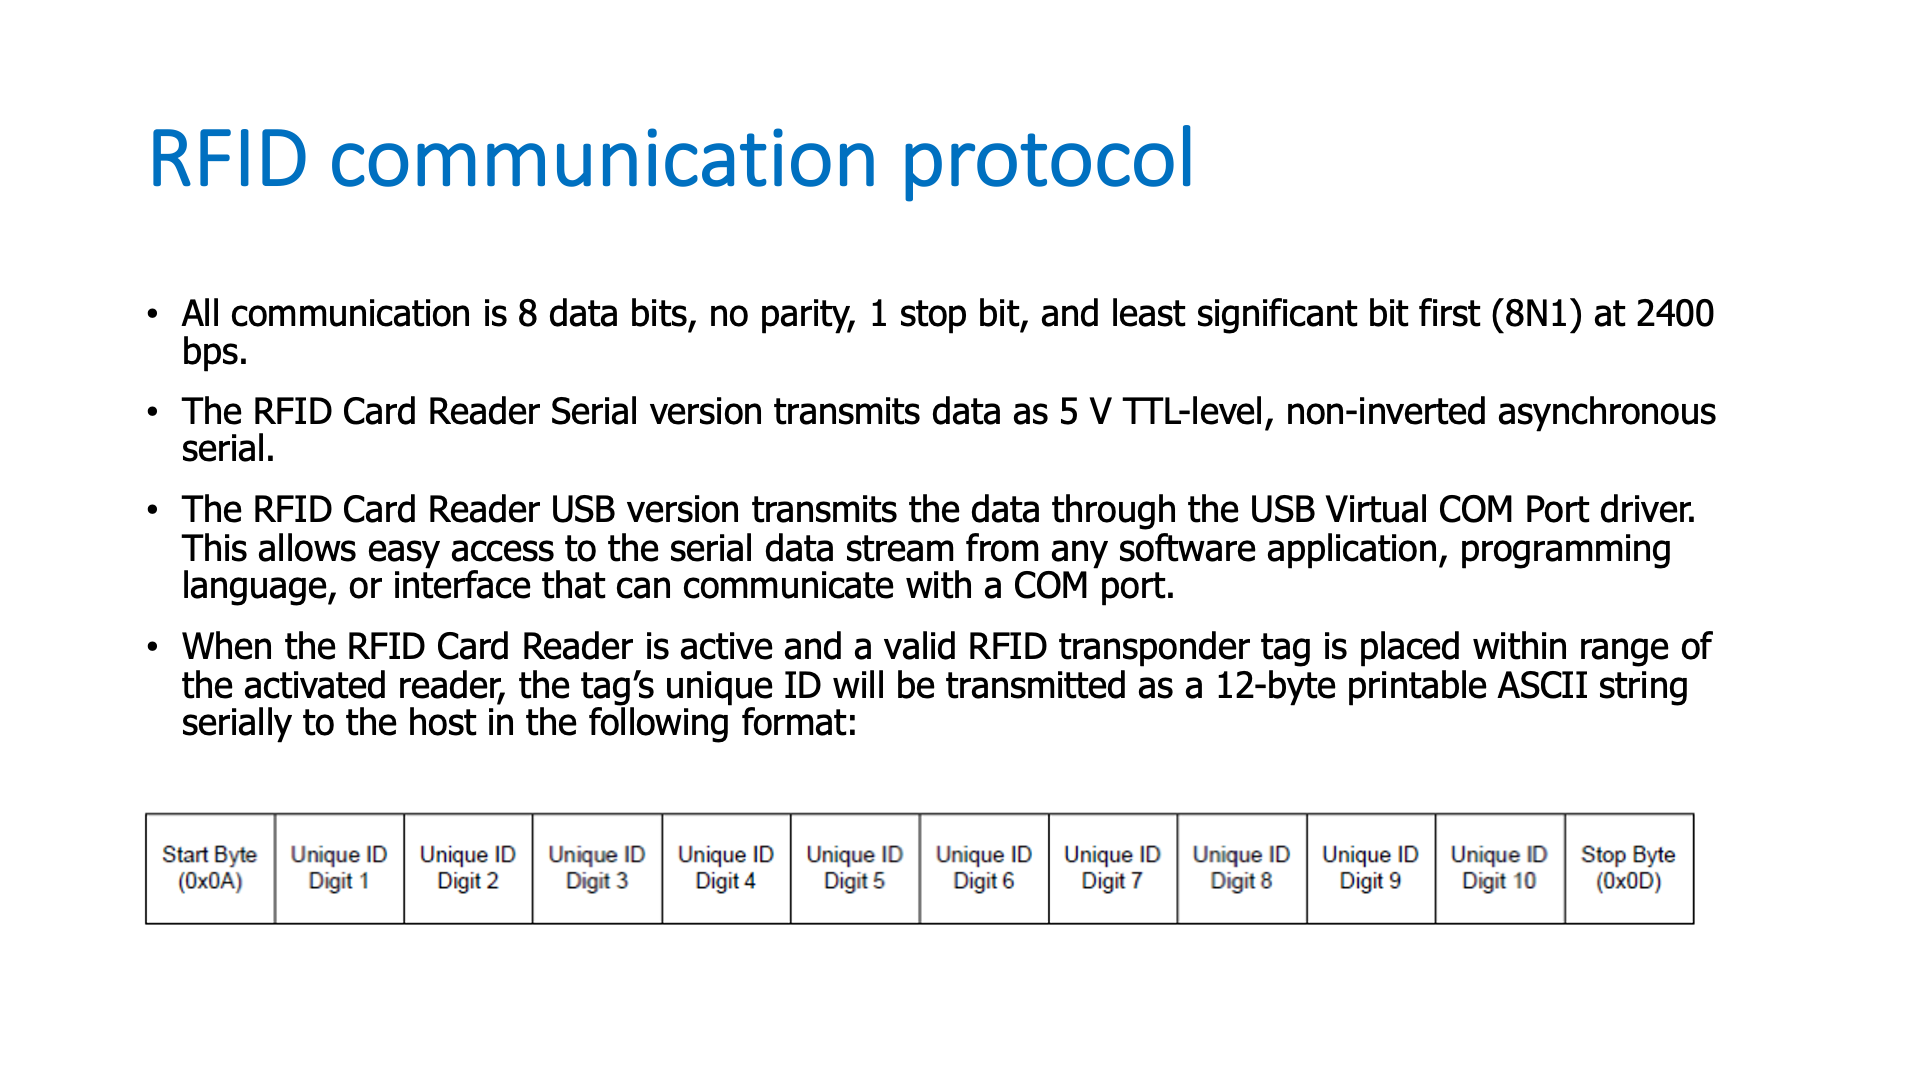 RFID communication protocol
• All communication is 8 data bits, no parity, 1 stop bit, and least significant bit first (8N1) at 2400
bps.
• The RFID Card Reader Serial version transmits data as 5 V TTL-level, non-inverted asynchronous
serial.
• The RFID Card Reader USB version transmits the data through the USB Virtual COM Port driver.
This allows easy access to the serial data stream from any software application, programming
language, or interface that can communicate with a COM port.
• When the RFID Card Reader is active and a valid RFID transponder tag is placed within range of
the activated reader, the tag’s unique ID will be transmitted as a 12-byte printable ASCII string
serially to the host in the following format:
Start Byte (0x0A) Unique ID Digit 1 Unique ID Digit 2 Unique ID Digit 3 Unique ID Digit 4 Unique ID Digit 5 Unique ID Digit 6 Unique ID Digit 7 Unique ID Digit 8 Unique ID Digit 9 Unique ID Digit 10 Stop Byte (0x0D)